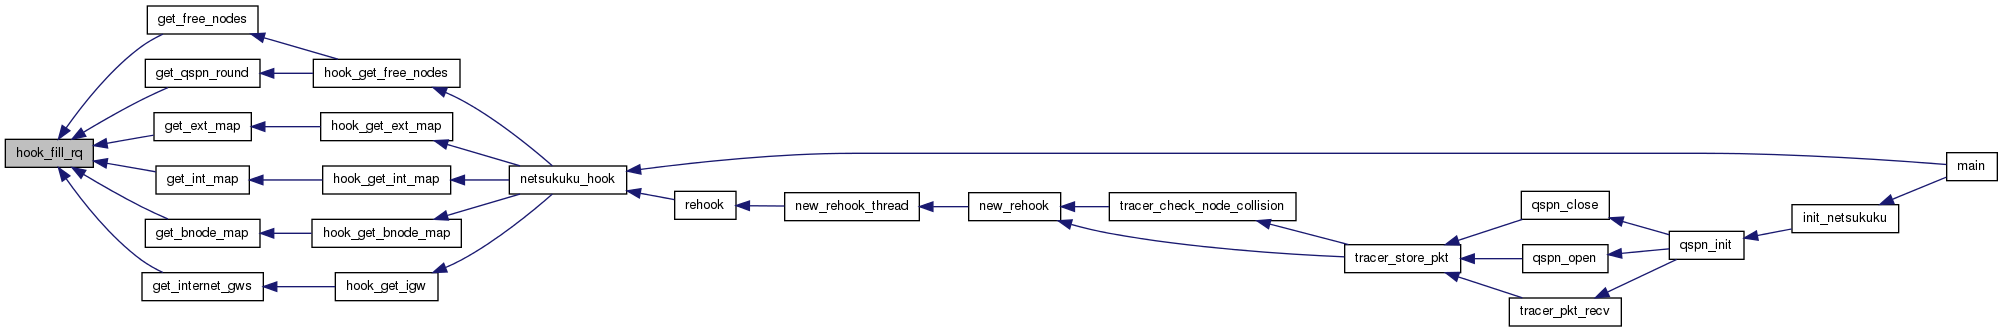 get_free_nodes
get_qspn_round
hook_get_free_nodes
get_ext_map
hook_get_ext_map
hook_fill_rq
get_int_map
hook_get_int_map
netsukuku_hook
main
rehook
new_rehook_thread
new_rehook
tracer_check_node_collision
qspn_close
init_netsukuku
get_bnode_map
hook_get_bnode_map
qspn_init
tracer_store_pkt
qspn_open
get_internet_gws
hook_get_igw
tracer_pkt_recv